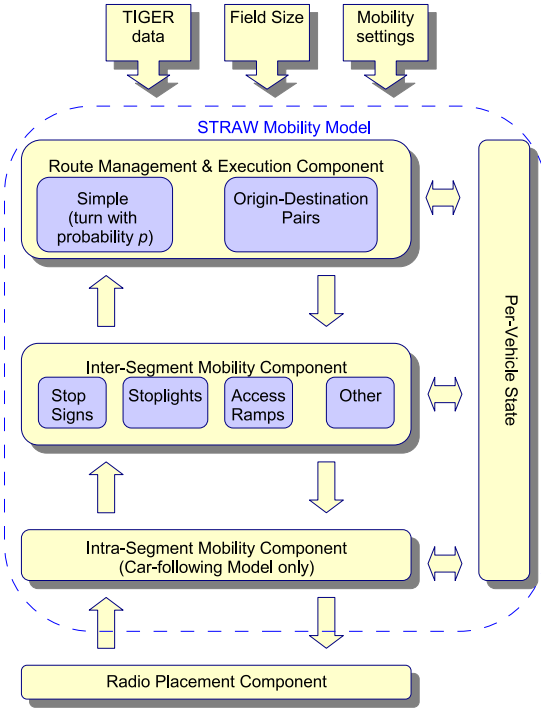 TIGER
data
Field Size
Mobility
settings
STRAW Mobility Model
Route Management & Execution Component
Simple
(turn with
probability p)
Origin-Destination
Pairs
Inter-Segment Mobility Component
Stop
Signs
Stoplights
Access
Ramps
Other
Intra-Segment Mobility Component
(Car-following Model only)
Per-Vehicle State
Radio Placement Component